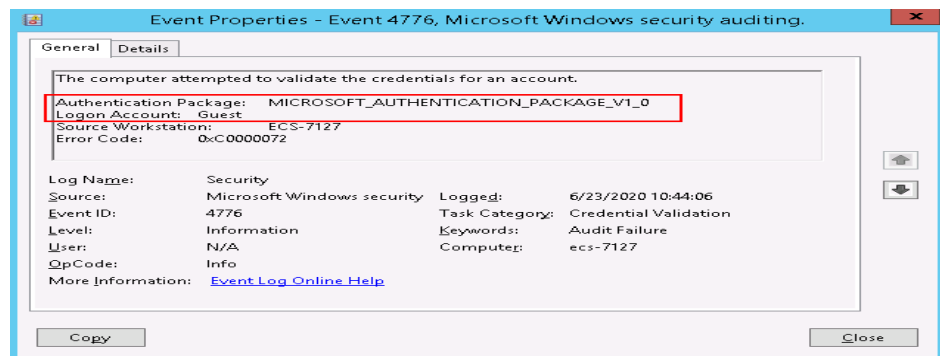 Event Properties - Event 4776, Microsoft Windows security auditing.
General Details
The computer attempted to validate the credentials for an account.
Authentication Package: MICROSOFT_AUTHENTICATION_PACKAGE_V1_0
Logon Account: Guest
Source Workstation: ECS-7127
Error Code: 0xC0000072
Log Name: Security
Source: Microsoft Windows security Logged: 6/23/2020 10:44:06
Event ID: 4776 Task Category: Credential Validation
Level: Information Keywords: Audit Failure
User: N/A Computer: ecs-7127
OpCode: Info
More Information: Event Log Online Help
Copy Close